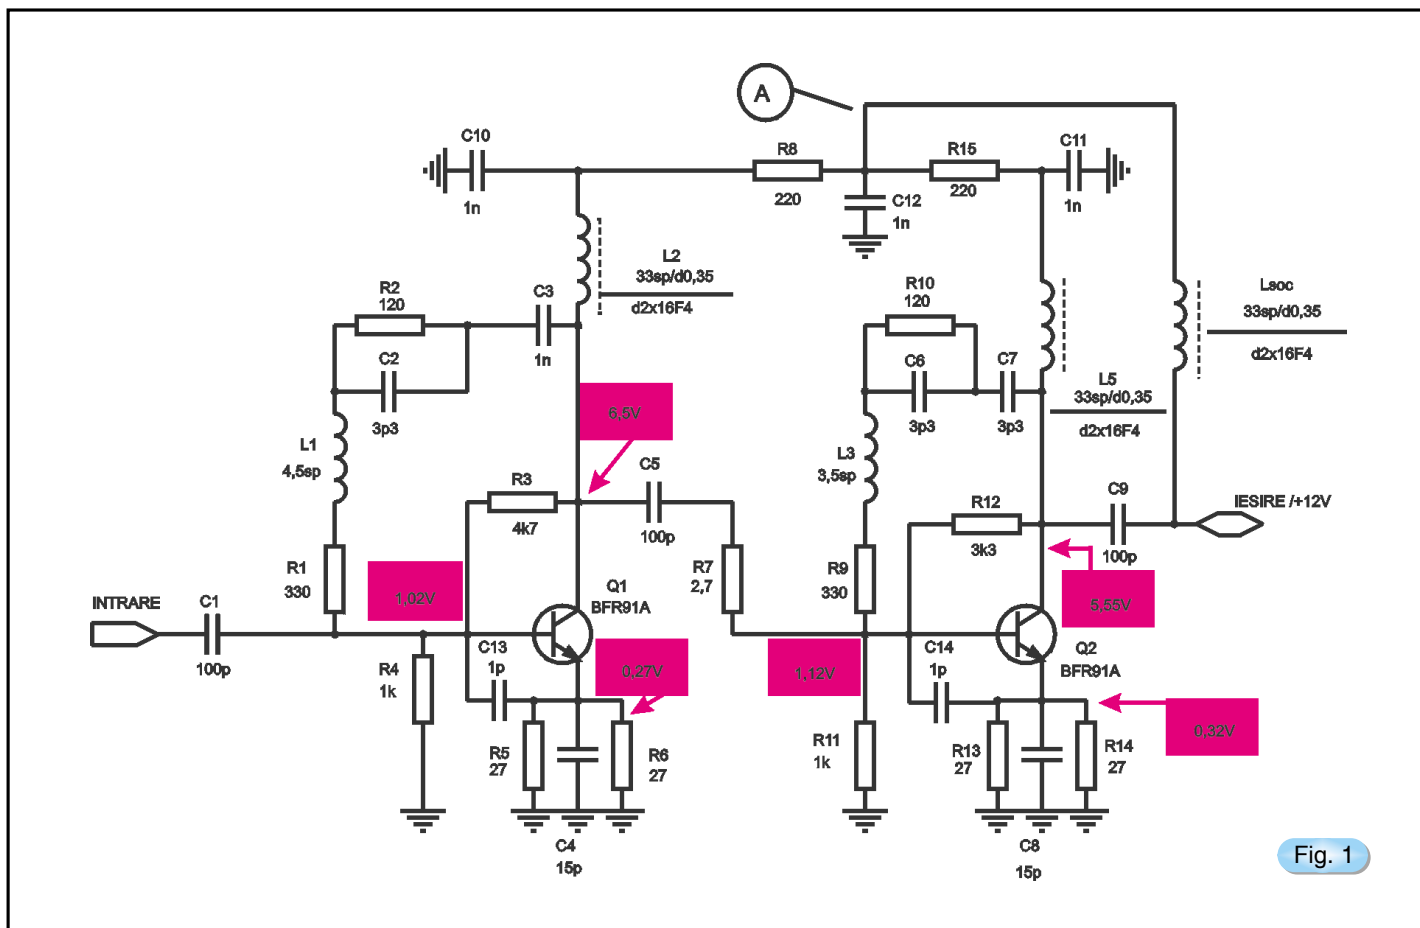 A
C10
1n
R8
220
R15
220
C11
1n
C12
1n
L2
33sp/d0,35
d2x16F4
R2
120
C3
1n
C2
3p3
R10
120
C6
3p3
C7
3p3
Lsoc
33sp/d0,35
d2x16F4
L5
33sp/d0,35
d2x16F4
6,5V
L1
4,5sp
R3
4k7
C5
100p
L3
3,5sp
R12
3k3
C9
100p
IESIRE /+12V
R1
330
1,02V
Q1
BFR91A
R7
2,7
R9
330
5,55V
INTRARE
C1
100p
R4
1k
C13
1p
0,27V
1,12V
C14
1p
Q2
BFR91A
R5
27
R6
27
R11
1k
R13
27
R14
27
0,32V
C4
15p
C8
15p
Fig. 1